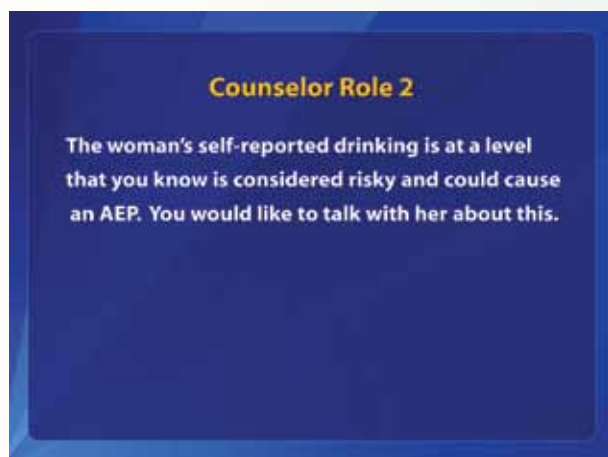 Counselor Role 2
The woman's self-reported drinking is at a level
that you know is considered risky and could cause
an AEP. You would like to talk with her about this.